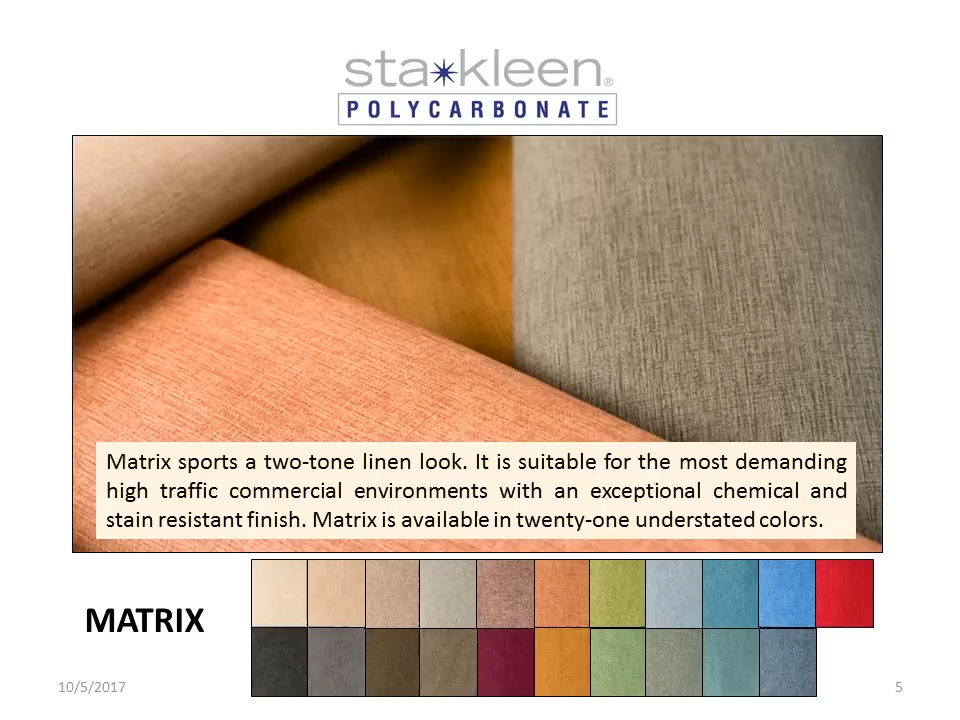 sta kleen®
POLYCARBONATE
Matrix sports a two-tone linen look. It is suitable for the most demanding
high traffic commercial environments with an exceptional chemical and
stain resistant finish. Matrix is available in twenty-one understated colors.
MATRIX
10/5/2017
5